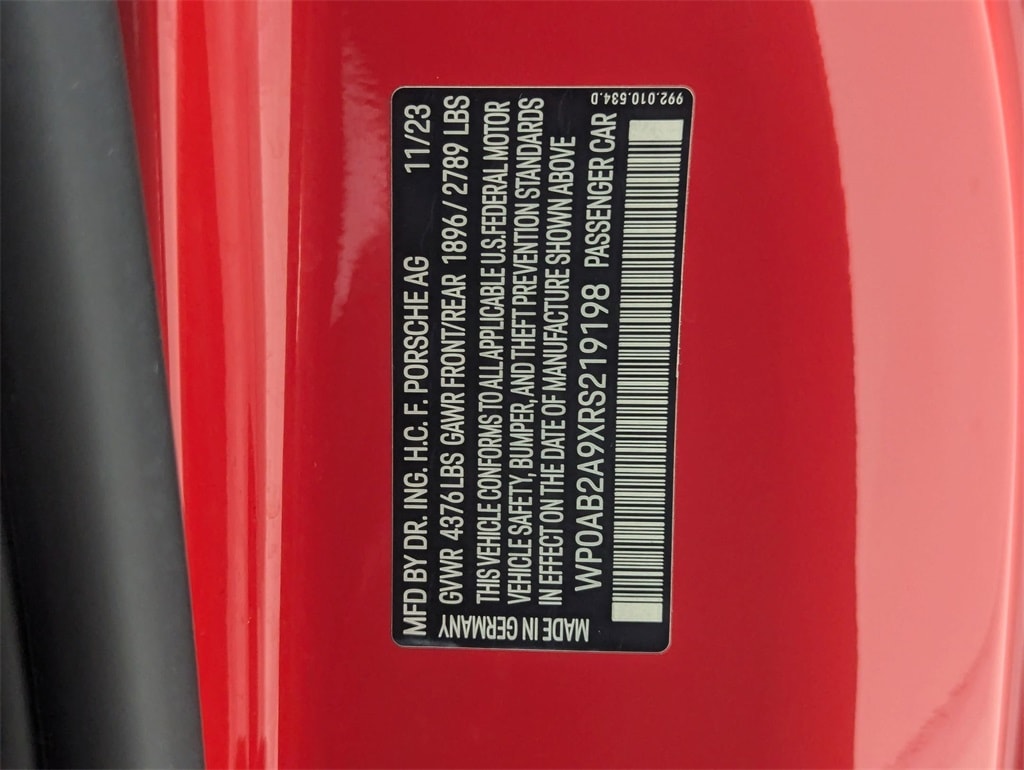 MFD BY DR. ING. H.C. F. PORSCHE AG 11/23
GVWR 4376 LBS GAWR FRONT/REAR 1896 / 2789 LBS
THIS VEHICLE CONFORMS TO ALL APPLICABLE U.S. FEDERAL MOTOR
VEHICLE SAFETY, BUMPER, AND THEFT PREVENTION STANDARDS
IN EFFECT ON THE DATE OF MANUFACTURE SHOWN ABOVE
WP0AB2A9XRS219198 PASSENGER CAR
MADE IN GERMANY
992.010.534.D